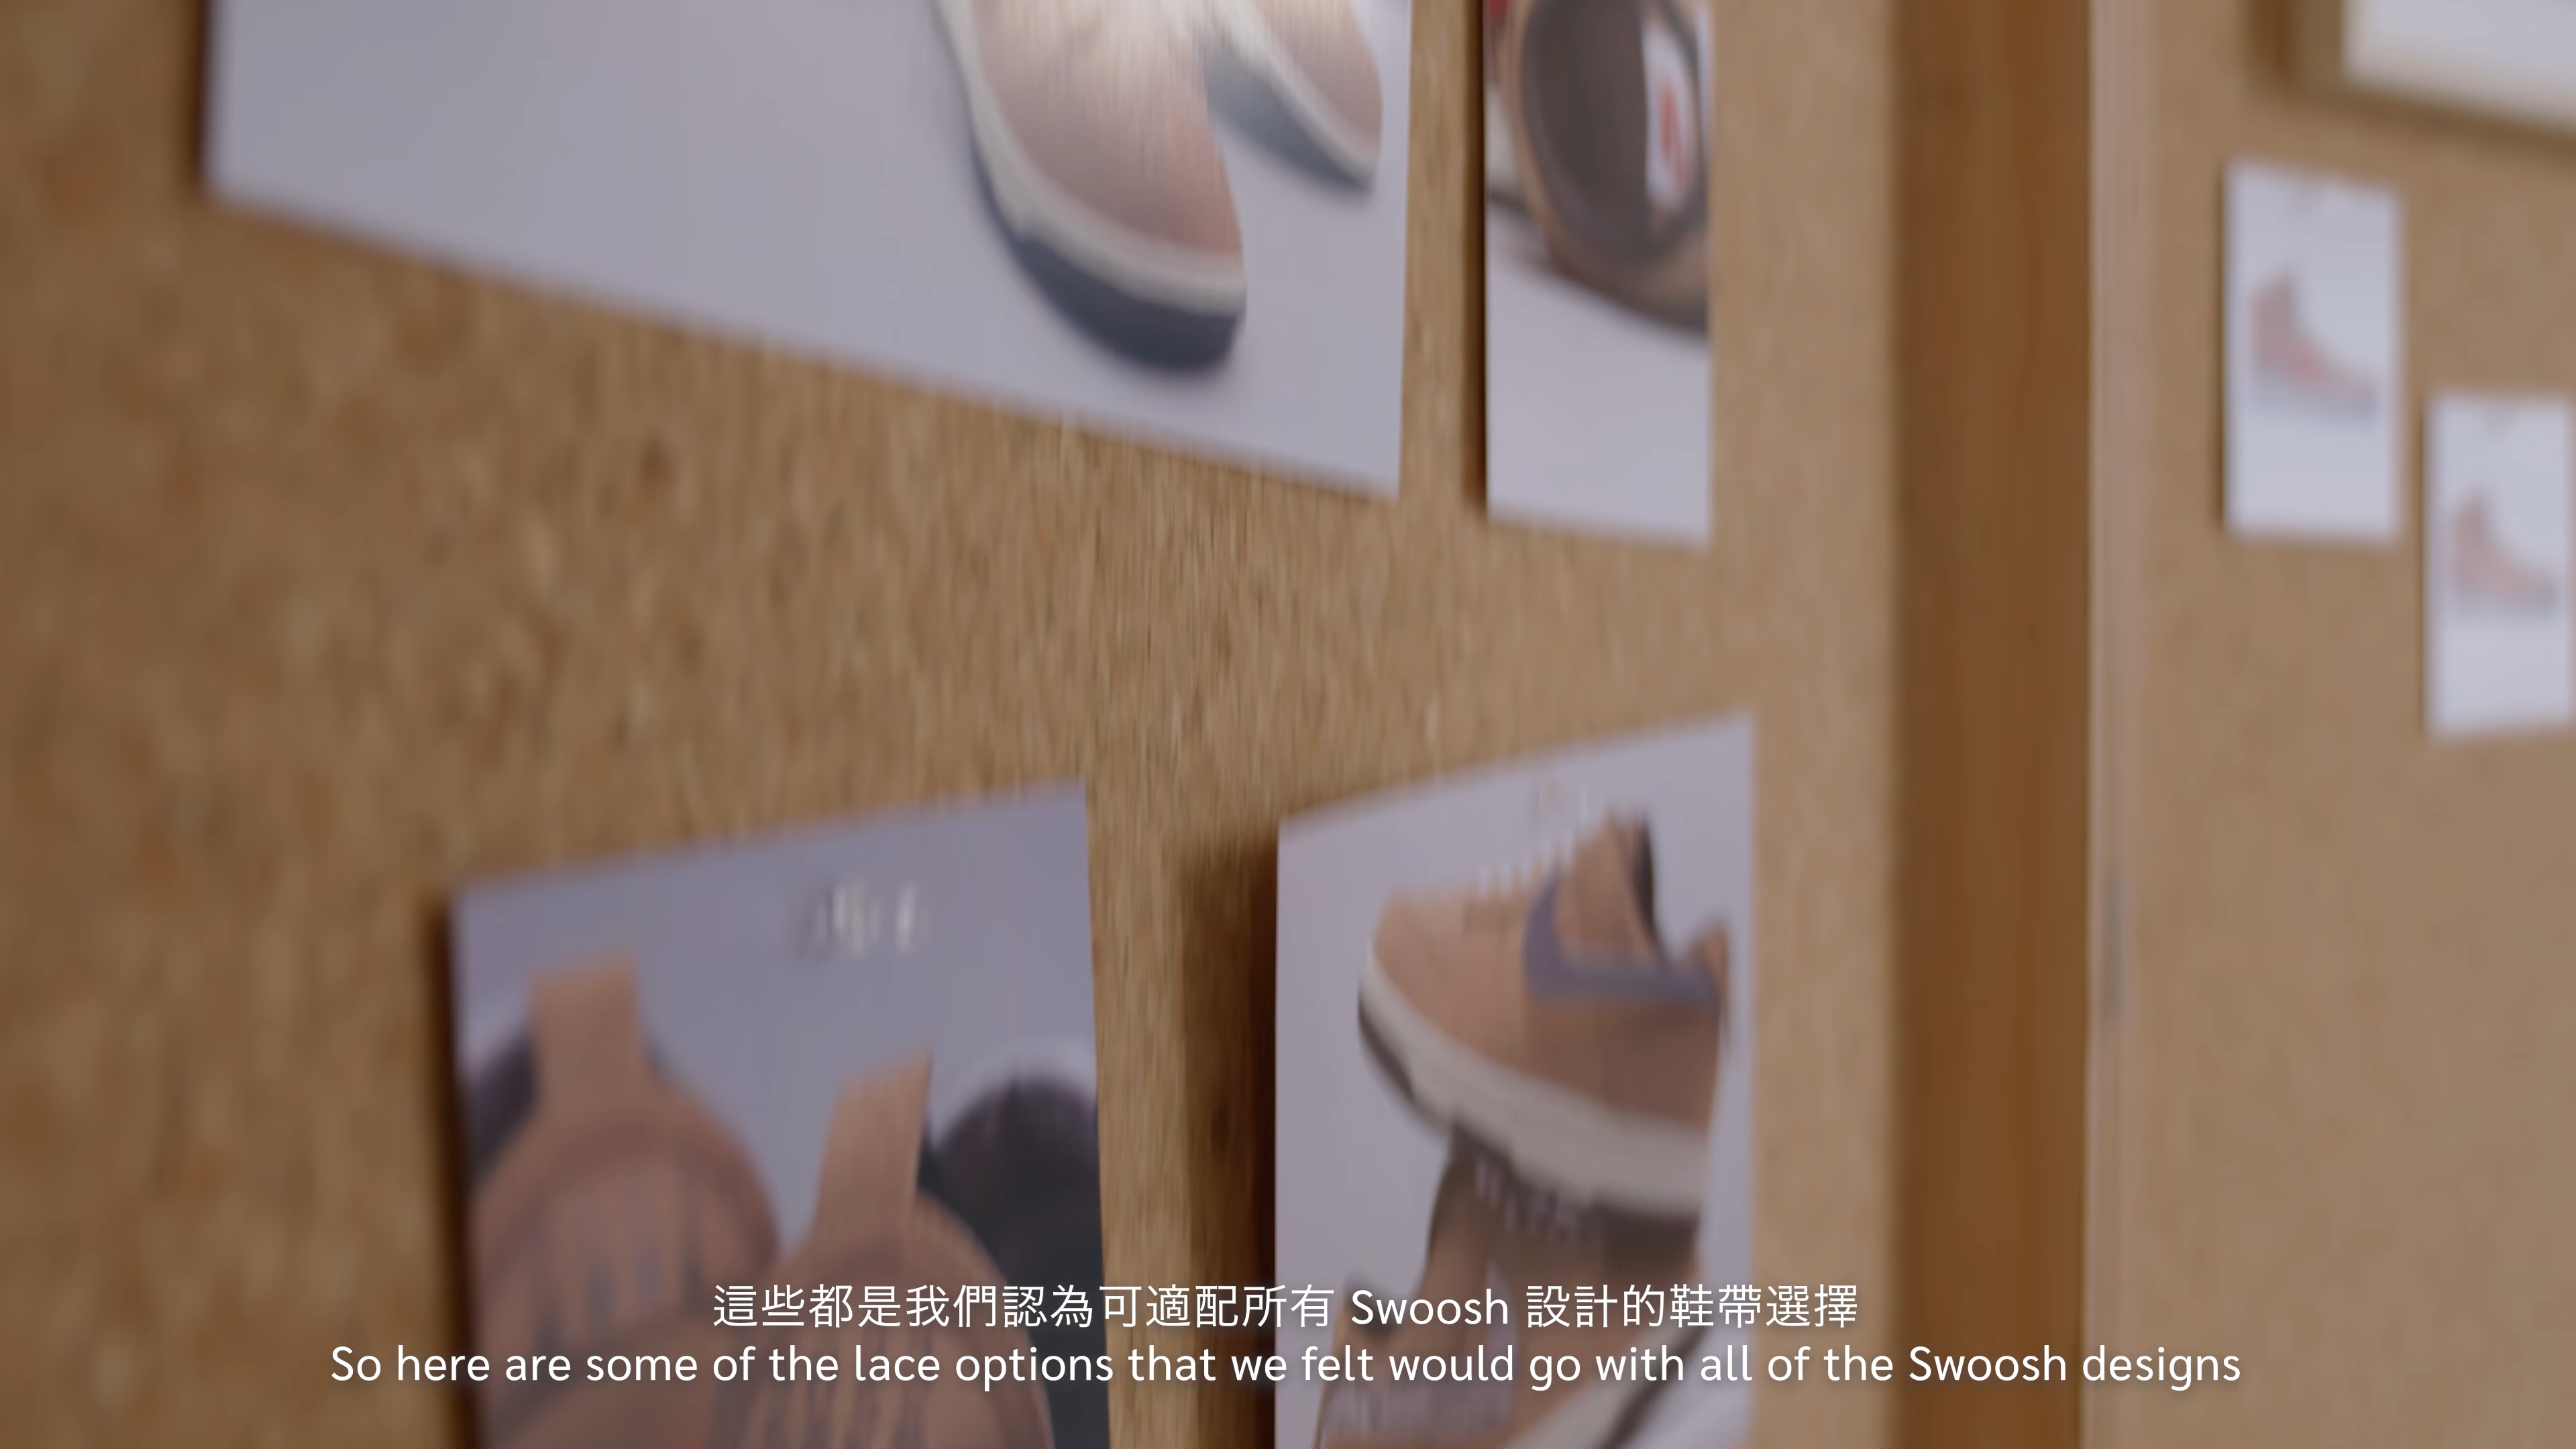 這些都是我們認為可適配所有 Swoosh 設計的鞋帶選擇
So here are some of the lace options that we felt would go with all of the Swoosh designs